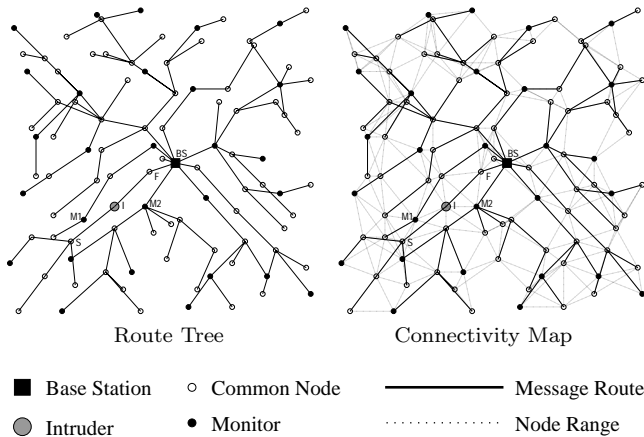 BS
F
I
M1
M2
S
BS
F
I
M1
M2
S
Route Tree
Connectivity Map
Base Station
Common Node
Message Route
Intruder
Monitor
Node Range